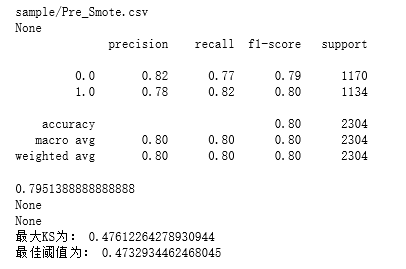 sample/Pre_Smote.csv
None
precision recall f1-score support
0.0 0.82 0.77 0.79 1170
1.0 0.78 0.82 0.80 1134
accuracy 0.80 2304
macro avg 0.80 0.80 0.80 2304
weighted avg 0.80 0.80 0.80 2304
0.7951388888888888
None
None
最大KS为: 0.47612264278930944
最佳阈值为: 0.4732934462468045